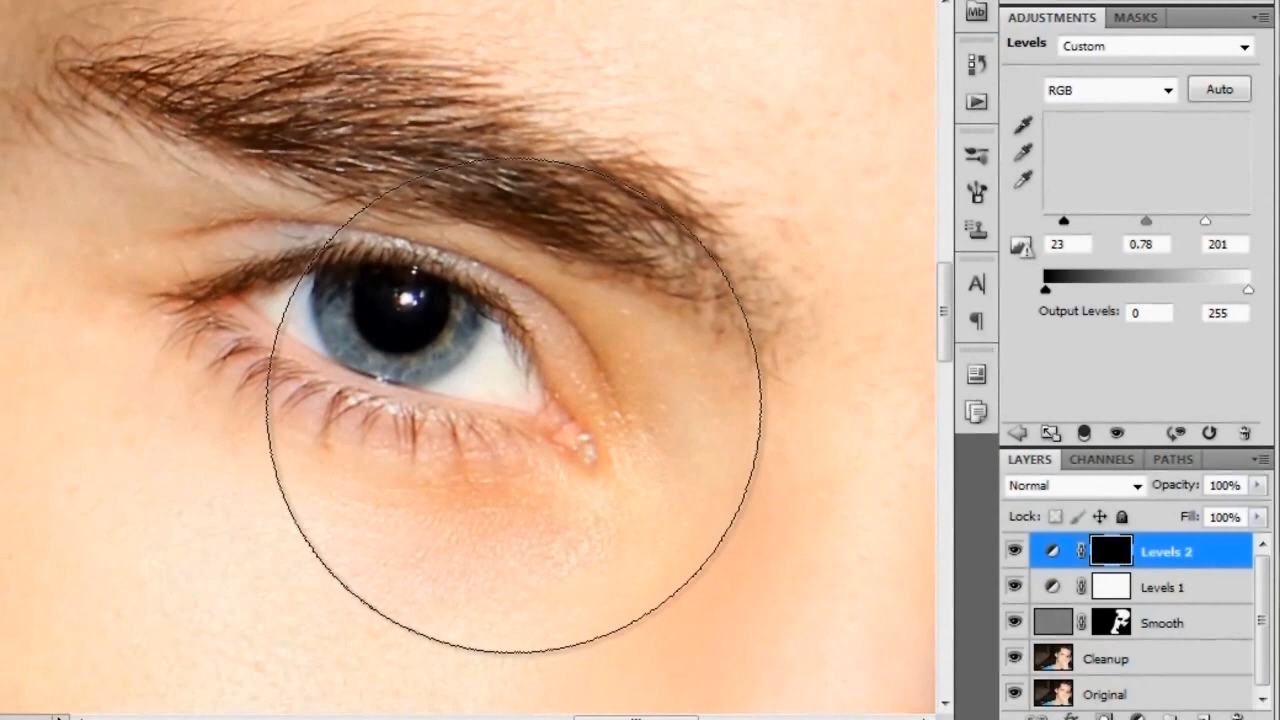 Mb
ADJUSTMENTS MASKS
Levels Custom
RGB Auto
23 0.78 201
A
Output Levels: 0 255
LAYERS CHANNELS PATHS
Normal Opacity: 100%
Lock: Fill: 100%
Levels 2
Levels 1
Smooth
Cleanup
Original